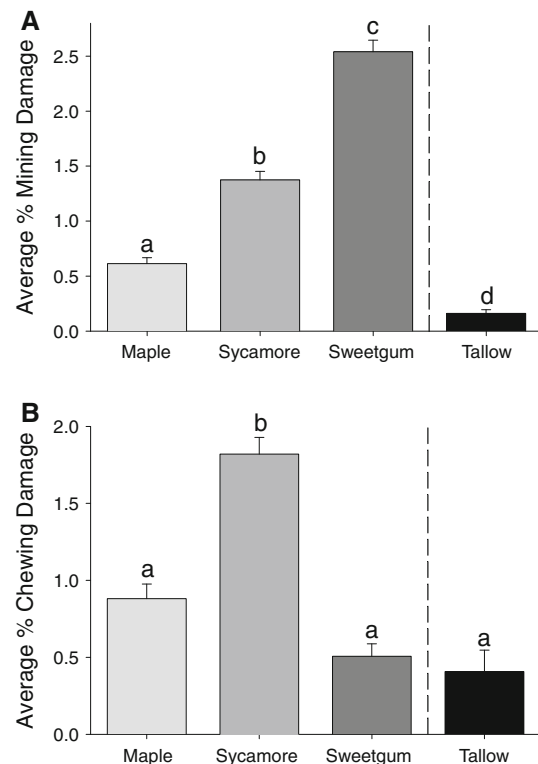 A
Average % Mining Damage
2.5
2.0
1.5
1.0
0.5
0.0
a
b
c
d
Maple Sycamore Sweetgum Tallow
B
Average % Chewing Damage
2.0
1.5
1.0
0.5
0.0
a
b
a
a
Maple Sycamore Sweetgum Tallow